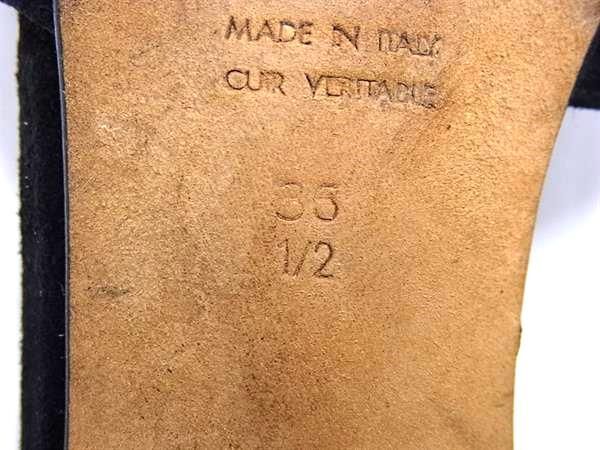 MADE IN ITALY
CUIR VERITABLE
35
1/2